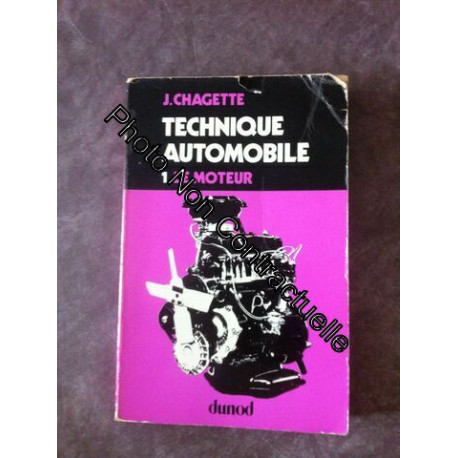 J. CHAGETTE
TECHNIQUE
AUTOMOBILE
1. LE MOTEUR
Photo Non Contractuelle
dunod